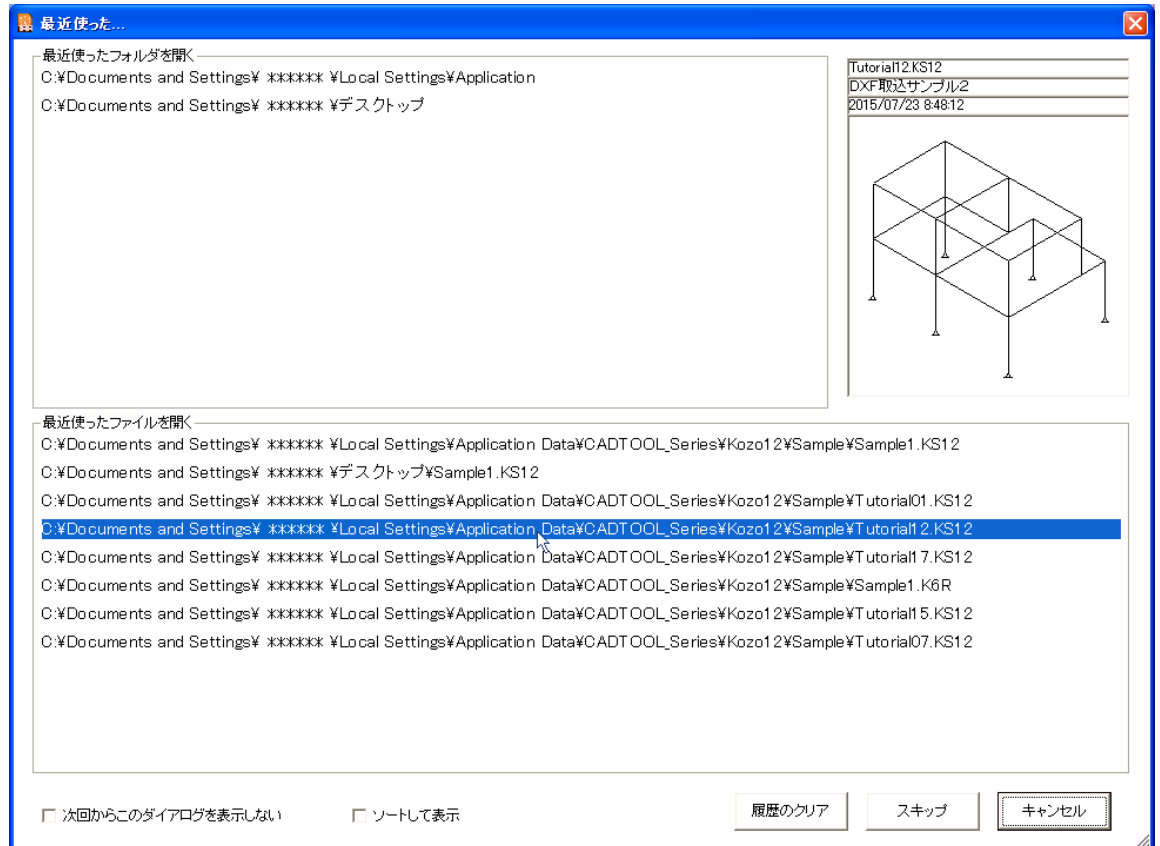 最近使った...
最近使ったフォルダを開く
C:¥Documents and Settings¥ ****** ¥Local Settings¥Application
C:¥Documents and Settings¥ ****** ¥デスクトップ
Tutorial12.KS12
DXF取込サンプル2
2015/07/23 8:48:12
最近使ったファイルを開く
C:¥Documents and Settings¥ ****** ¥Local Settings¥Application Data¥CADTOOL_Series¥Kozo12¥Sample¥Sample1.KS12
C:¥Documents and Settings¥ ****** ¥デスクトップ¥Sample1.KS12
C:¥Documents and Settings¥ ****** ¥Local Settings¥Application Data¥CADTOOL_Series¥Kozo12¥Sample¥Tutorial01.KS12
C:¥Documents and Settings¥ ****** ¥Local Settings¥Application Data¥CADTOOL_Series¥Kozo12¥Sample¥Tutorial12.KS12
C:¥Documents and Settings¥ ****** ¥Local Settings¥Application Data¥CADTOOL_Series¥Kozo12¥Sample¥Tutorial17.KS12
C:¥Documents and Settings¥ ****** ¥Local Settings¥Application Data¥CADTOOL_Series¥Kozo12¥Sample¥Sample1.K6R
C:¥Documents and Settings¥ ****** ¥Local Settings¥Application Data¥CADTOOL_Series¥Kozo12¥Sample¥Tutorial15.KS12
C:¥Documents and Settings¥ ****** ¥Local Settings¥Application Data¥CADTOOL_Series¥Kozo12¥Sample¥Tutorial07.KS12
次回からこのダイアログを表示しない
ソートして表示
履歴のクリア
スキップ
キャンセル